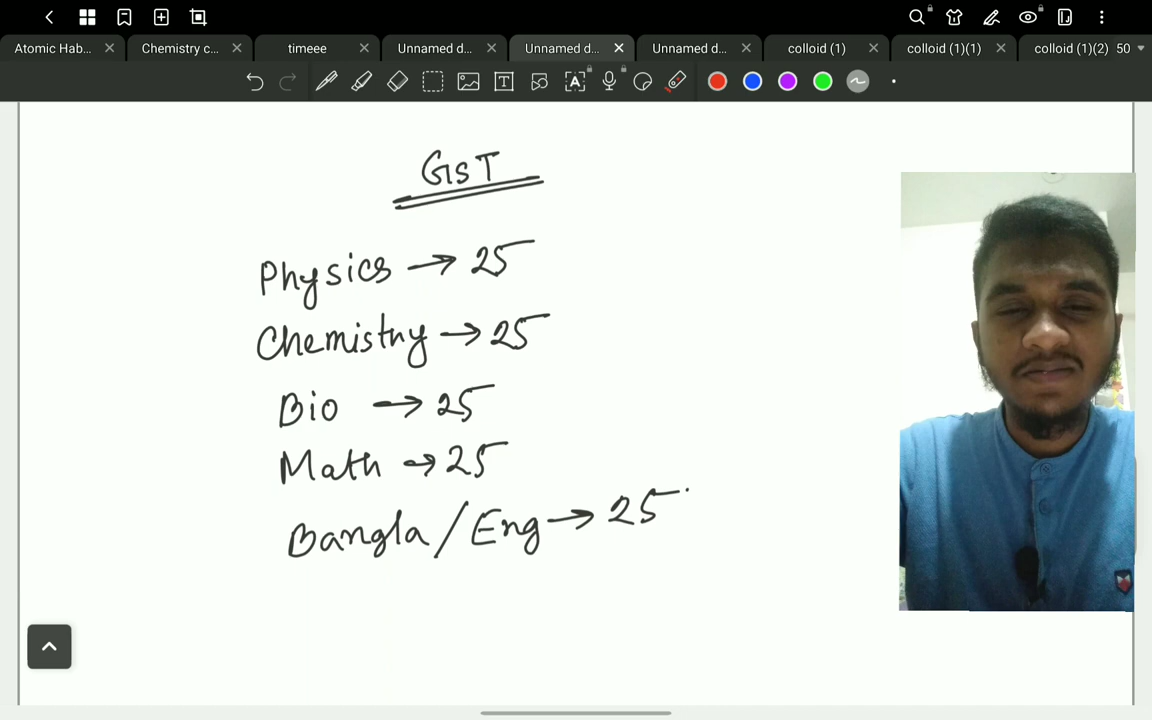 Atomic Hab... Chemistry c... timeee Unnamed d... Unnamed d... Unnamed d... colloid (1) colloid (1)(1) colloid (1)(2) 50
GST
Physics → 25
Chemistry → 25
Bio → 25
Math → 25
Bangla/Eng → 25